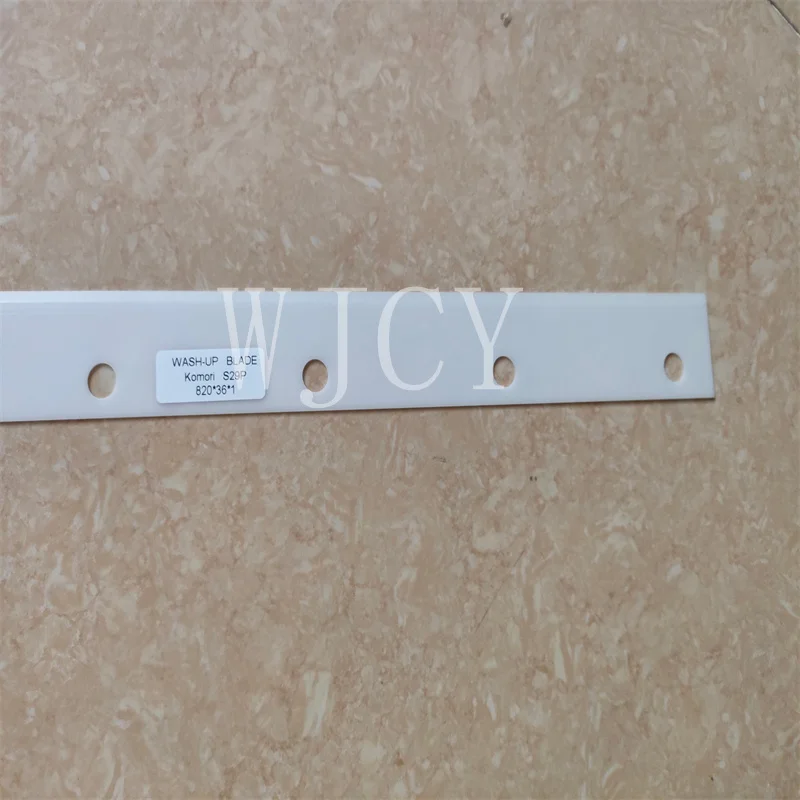 WJCY
WASH-UP BLADE
Komori S29P
820*36*1